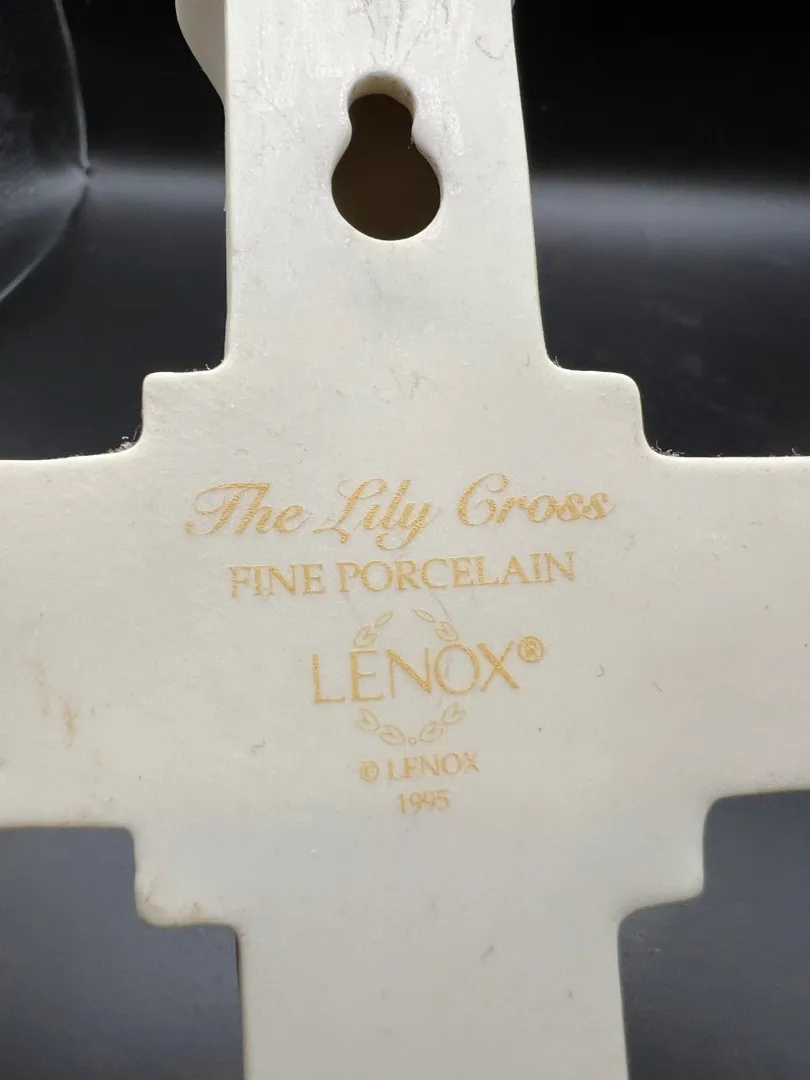 The Lily Cross
FINE PORCELAIN
LENOX®
© LENOX
1995